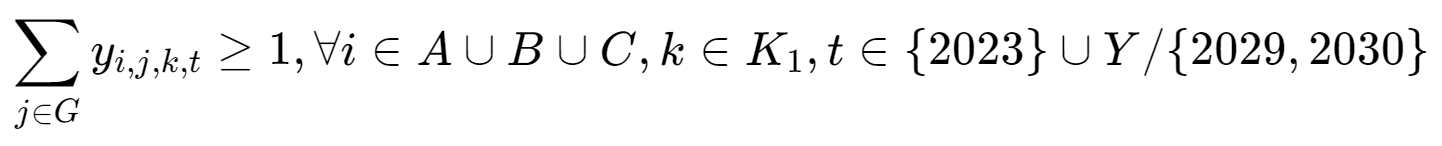 ∑_{j∈G} y_{i,j,k,t} ≥ 1, ∀i ∈ A ∪ B ∪ C, k ∈ K_1, t ∈ {2023} ∪ Y/{2029, 2030}